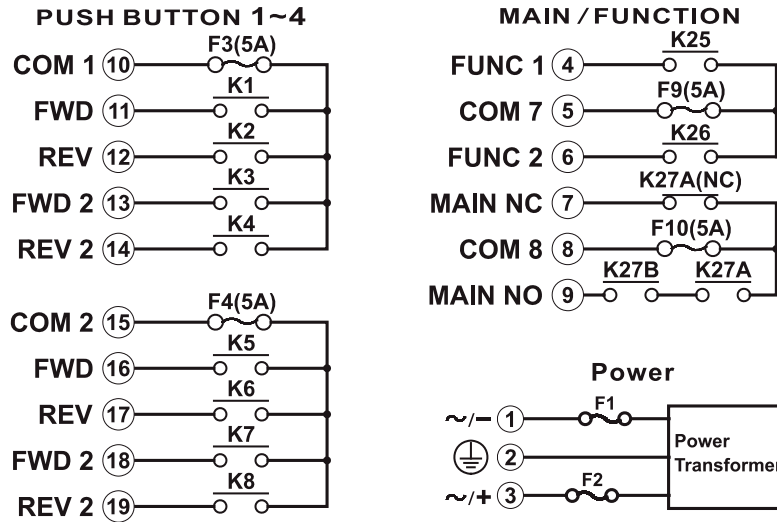 PUSH BUTTON 1~4
F3(5A)
COM 1 10
K1
FWD 11
K2
REV 12
K3
FWD 2 13
K4
REV 2 14
F4(5A)
COM 2 15
K5
FWD 16
K6
REV 17
K7
FWD 2 18
K8
REV 2 19
MAIN / FUNCTION
K25
FUNC 1 4
F9(5A)
COM 7 5
K26
FUNC 2 6
K27A(NC)
MAIN NC 7
F10(5A)
COM 8 8
K27B K27A
MAIN NO 9
Power
F1
~/− 1
2
F2
~/+ 3
Power
Transformer